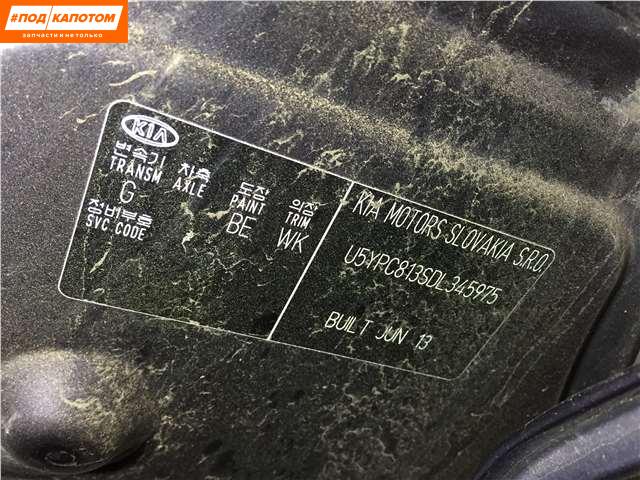 #ПОД КАПОТОМ
запчасти и не только
KIA
변속기 차축 도장 의장
TRANSM AXLE PAINT TRIM
G BE WK
정비부호
SVC.CODE
KIA MOTORS SLOVAKIA S.R.O.
U5YPC813SDL345975
BUILT JUN 13